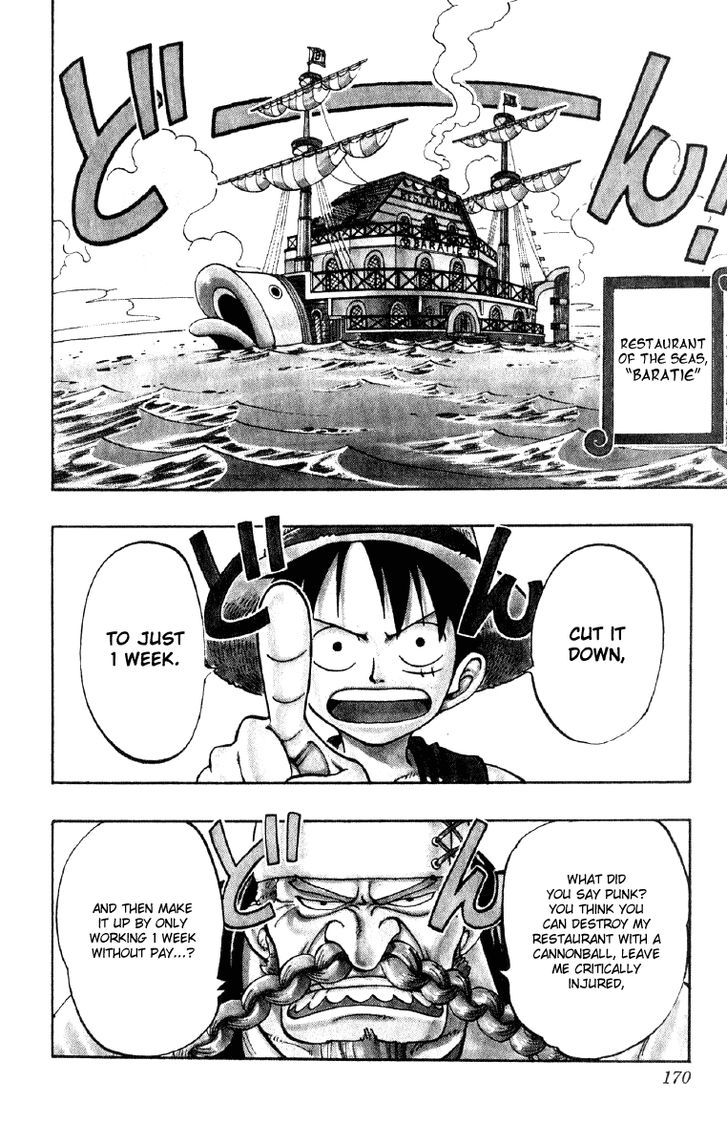 どーん!
RESTAURANT
BARATIE
RESTAURANT
OF THE SEAS,
"BARATIE"
どん
CUT IT
DOWN,
TO JUST
1 WEEK.
どん
WHAT DID
YOU SAY PUNK?
YOU THINK YOU
CAN DESTROY MY
RESTAURANT WITH A
CANNONBALL, LEAVE
ME CRITICALLY
INJURED,
AND THEN MAKE
IT UP BY ONLY
WORKING 1 WEEK
WITHOUT PAY...?
170